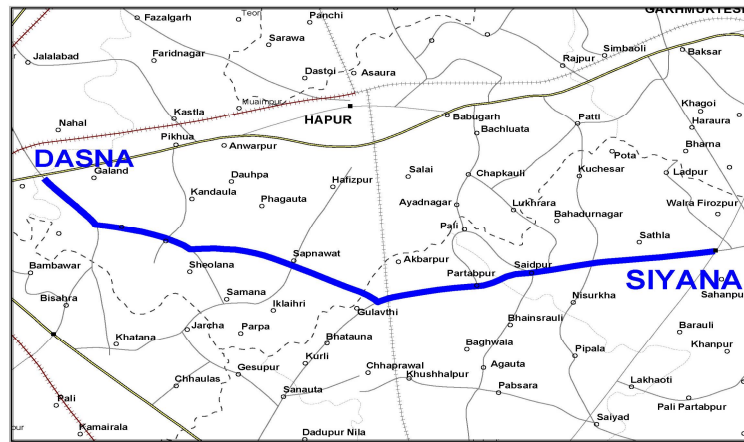 Teor
Panchi
GARHMUKTES
Fazalgarh
Sarawa
Simbaoli
Baksar
Jalalabad
Faridnagar
Dastoi
Asaura
Rajpur
Muaimpur
Khagoi
Kastla
HAPUR
Babugarh
Patti
Haraura
Nahal
Bachluata
Pikhua
Anwarpur
Pota
Bharna
DASNA
Galand
Dauhpa
Hafizpur
Salai
Chapkauli
Kuchesar
Ladpur
Kandaula
Phagauta
Ayadnagar
Lukhrara
Walra Firozpur
Pali
Bahadurnagar
Sathla
Bambawar
Sheolana
Sapnawat
Akbarpur
Partabpur
Saidpur
SIYANA
Bisahra
Samana
Iklaihri
Gulavthi
Nisurkha
Sahanpu
Khatana
Jarcha
Parpa
Bhatauna
Bhainsrauli
Barauli
Baghwala
Pipala
Khanpur
Chhaulas
Gesupur
Kurli
Chhaprawal
Khushhalpur
Agauta
Pali
Sanauta
Pabsara
Lakhaoti
Pali Partabpur
Kamairala
Dadupur Nila
Saiyad